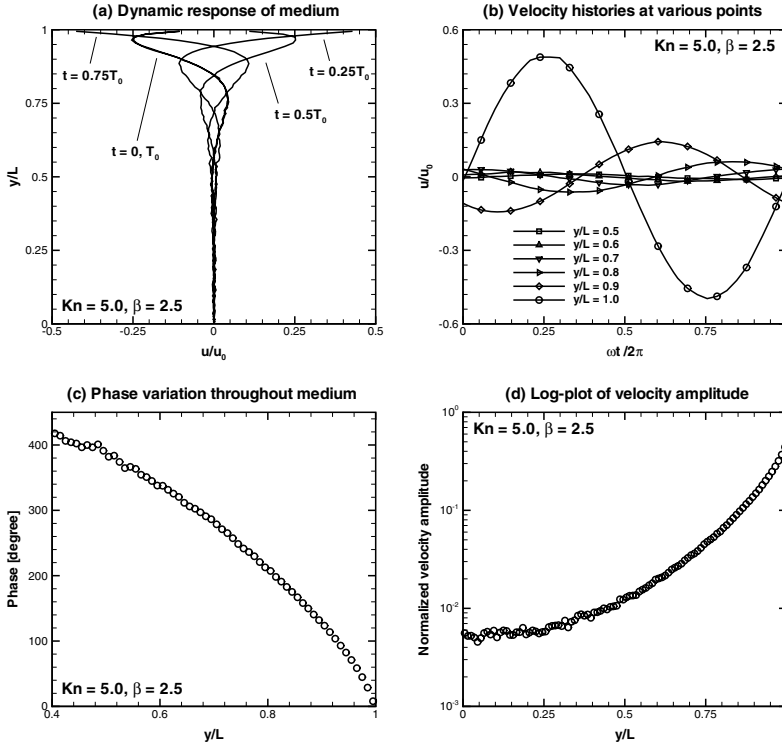 (a) Dynamic response of medium
1
0.75
0.5
0.25
0
y/L
-0.5
-0.25
0
0.25
0.5
u/u₀
t = 0.75T₀
t = 0.25T₀
t = 0.5T₀
t = 0, T₀
Kn = 5.0, β = 2.5
(b) Velocity histories at various points
Kn = 5.0, β = 2.5
0.6
0.3
0
-0.3
-0.6
u/u₀
0
0.25
0.5
0.75
ωt /2π
y/L = 0.5
y/L = 0.6
y/L = 0.7
y/L = 0.8
y/L = 0.9
y/L = 1.0
(c) Phase variation throughout medium
400
300
200
100
0
Phase [degree]
0.4
0.6
0.8
1
y/L
Kn = 5.0, β = 2.5
(d) Log-plot of velocity amplitude
Kn = 5.0, β = 2.5
10⁰
10⁻¹
10⁻²
10⁻³
Normalized velocity amplitude
0
0.25
0.5
0.75
y/L